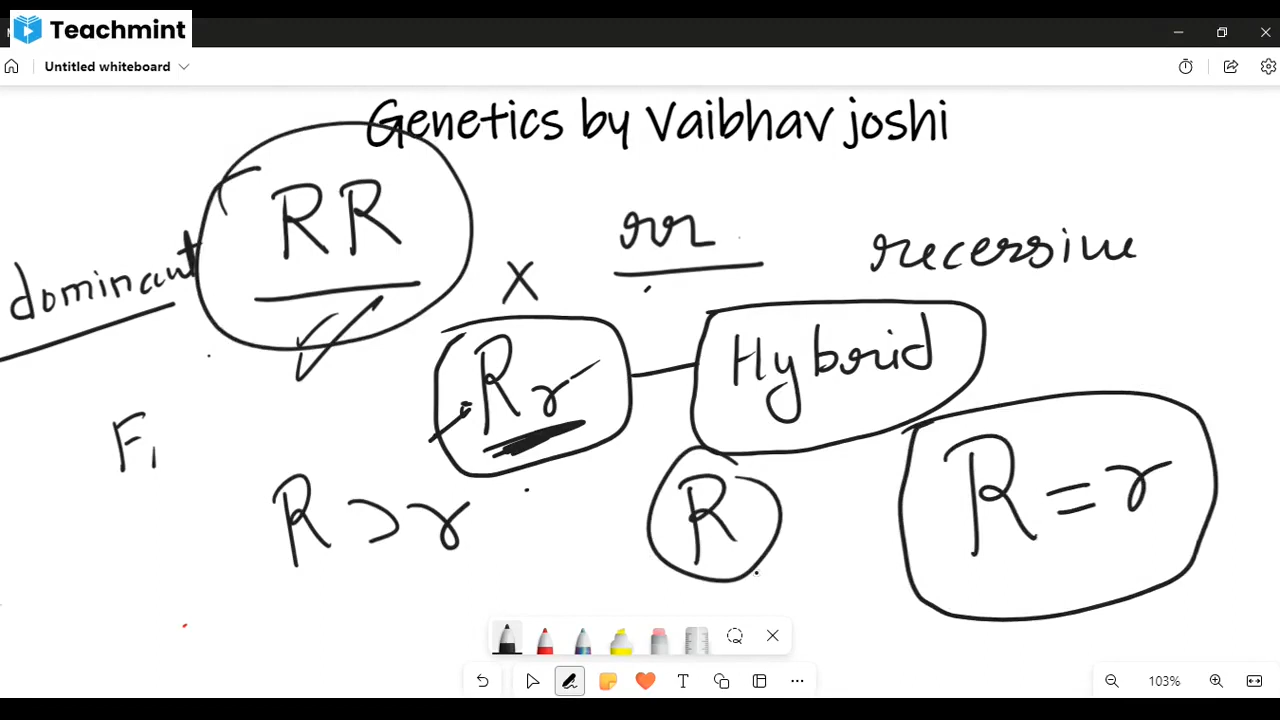 Teachmint
Untitled whiteboard
Genetics by Vaibhav joshi
RR
rr
recessive
dominant
X
Rr
Hybrid
F1
R > r
R
R = r
103%